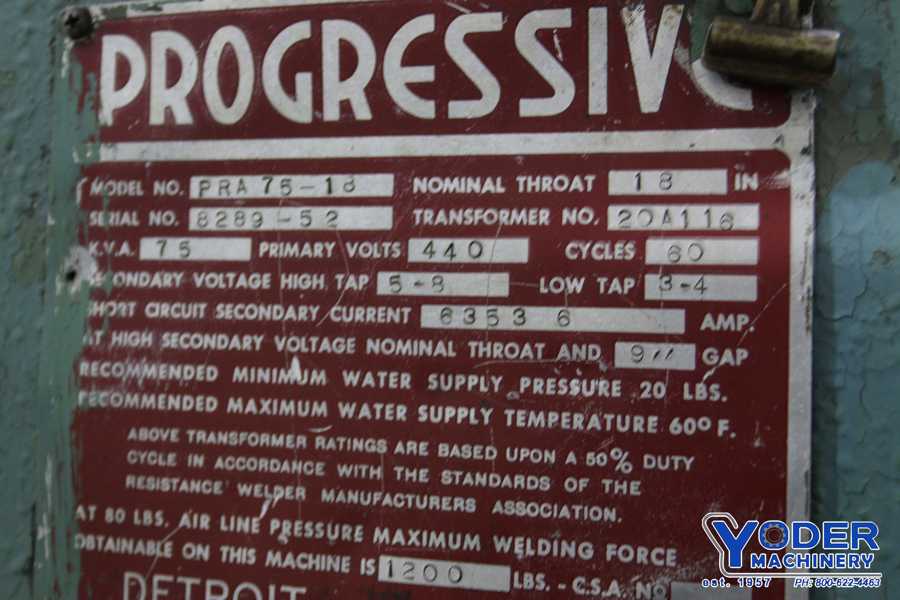 PROGRESSIVE
MODEL NO. PRA 75-18 NOMINAL THROAT 18 IN
SERIAL NO. 8289-52 TRANSFORMER NO. 20A116
K.V.A. 75 PRIMARY VOLTS 440 CYCLES 60
SECONDARY VOLTAGE HIGH TAP 5-8 LOW TAP 3-4
SHORT CIRCUIT SECONDARY CURRENT 6353 6 AMP.
AT HIGH SECONDARY VOLTAGE NOMINAL THROAT AND 9" GAP
RECOMMENDED MINIMUM WATER SUPPLY PRESSURE 20 LBS.
RECOMMENDED MAXIMUM WATER SUPPLY TEMPERATURE 60° F.
ABOVE TRANSFORMER RATINGS ARE BASED UPON A 50% DUTY
CYCLE IN ACCORDANCE WITH THE STANDARDS OF THE
RESISTANCE WELDER MANUFACTURERS ASSOCIATION.
AT 80 LBS. AIR LINE PRESSURE MAXIMUM WELDING FORCE
OBTAINABLE ON THIS MACHINE IS 1200 LBS. - C.S.A. NO
DETROIT
YODER
MACHINERY
est. 1957 PH: 800-622-4463